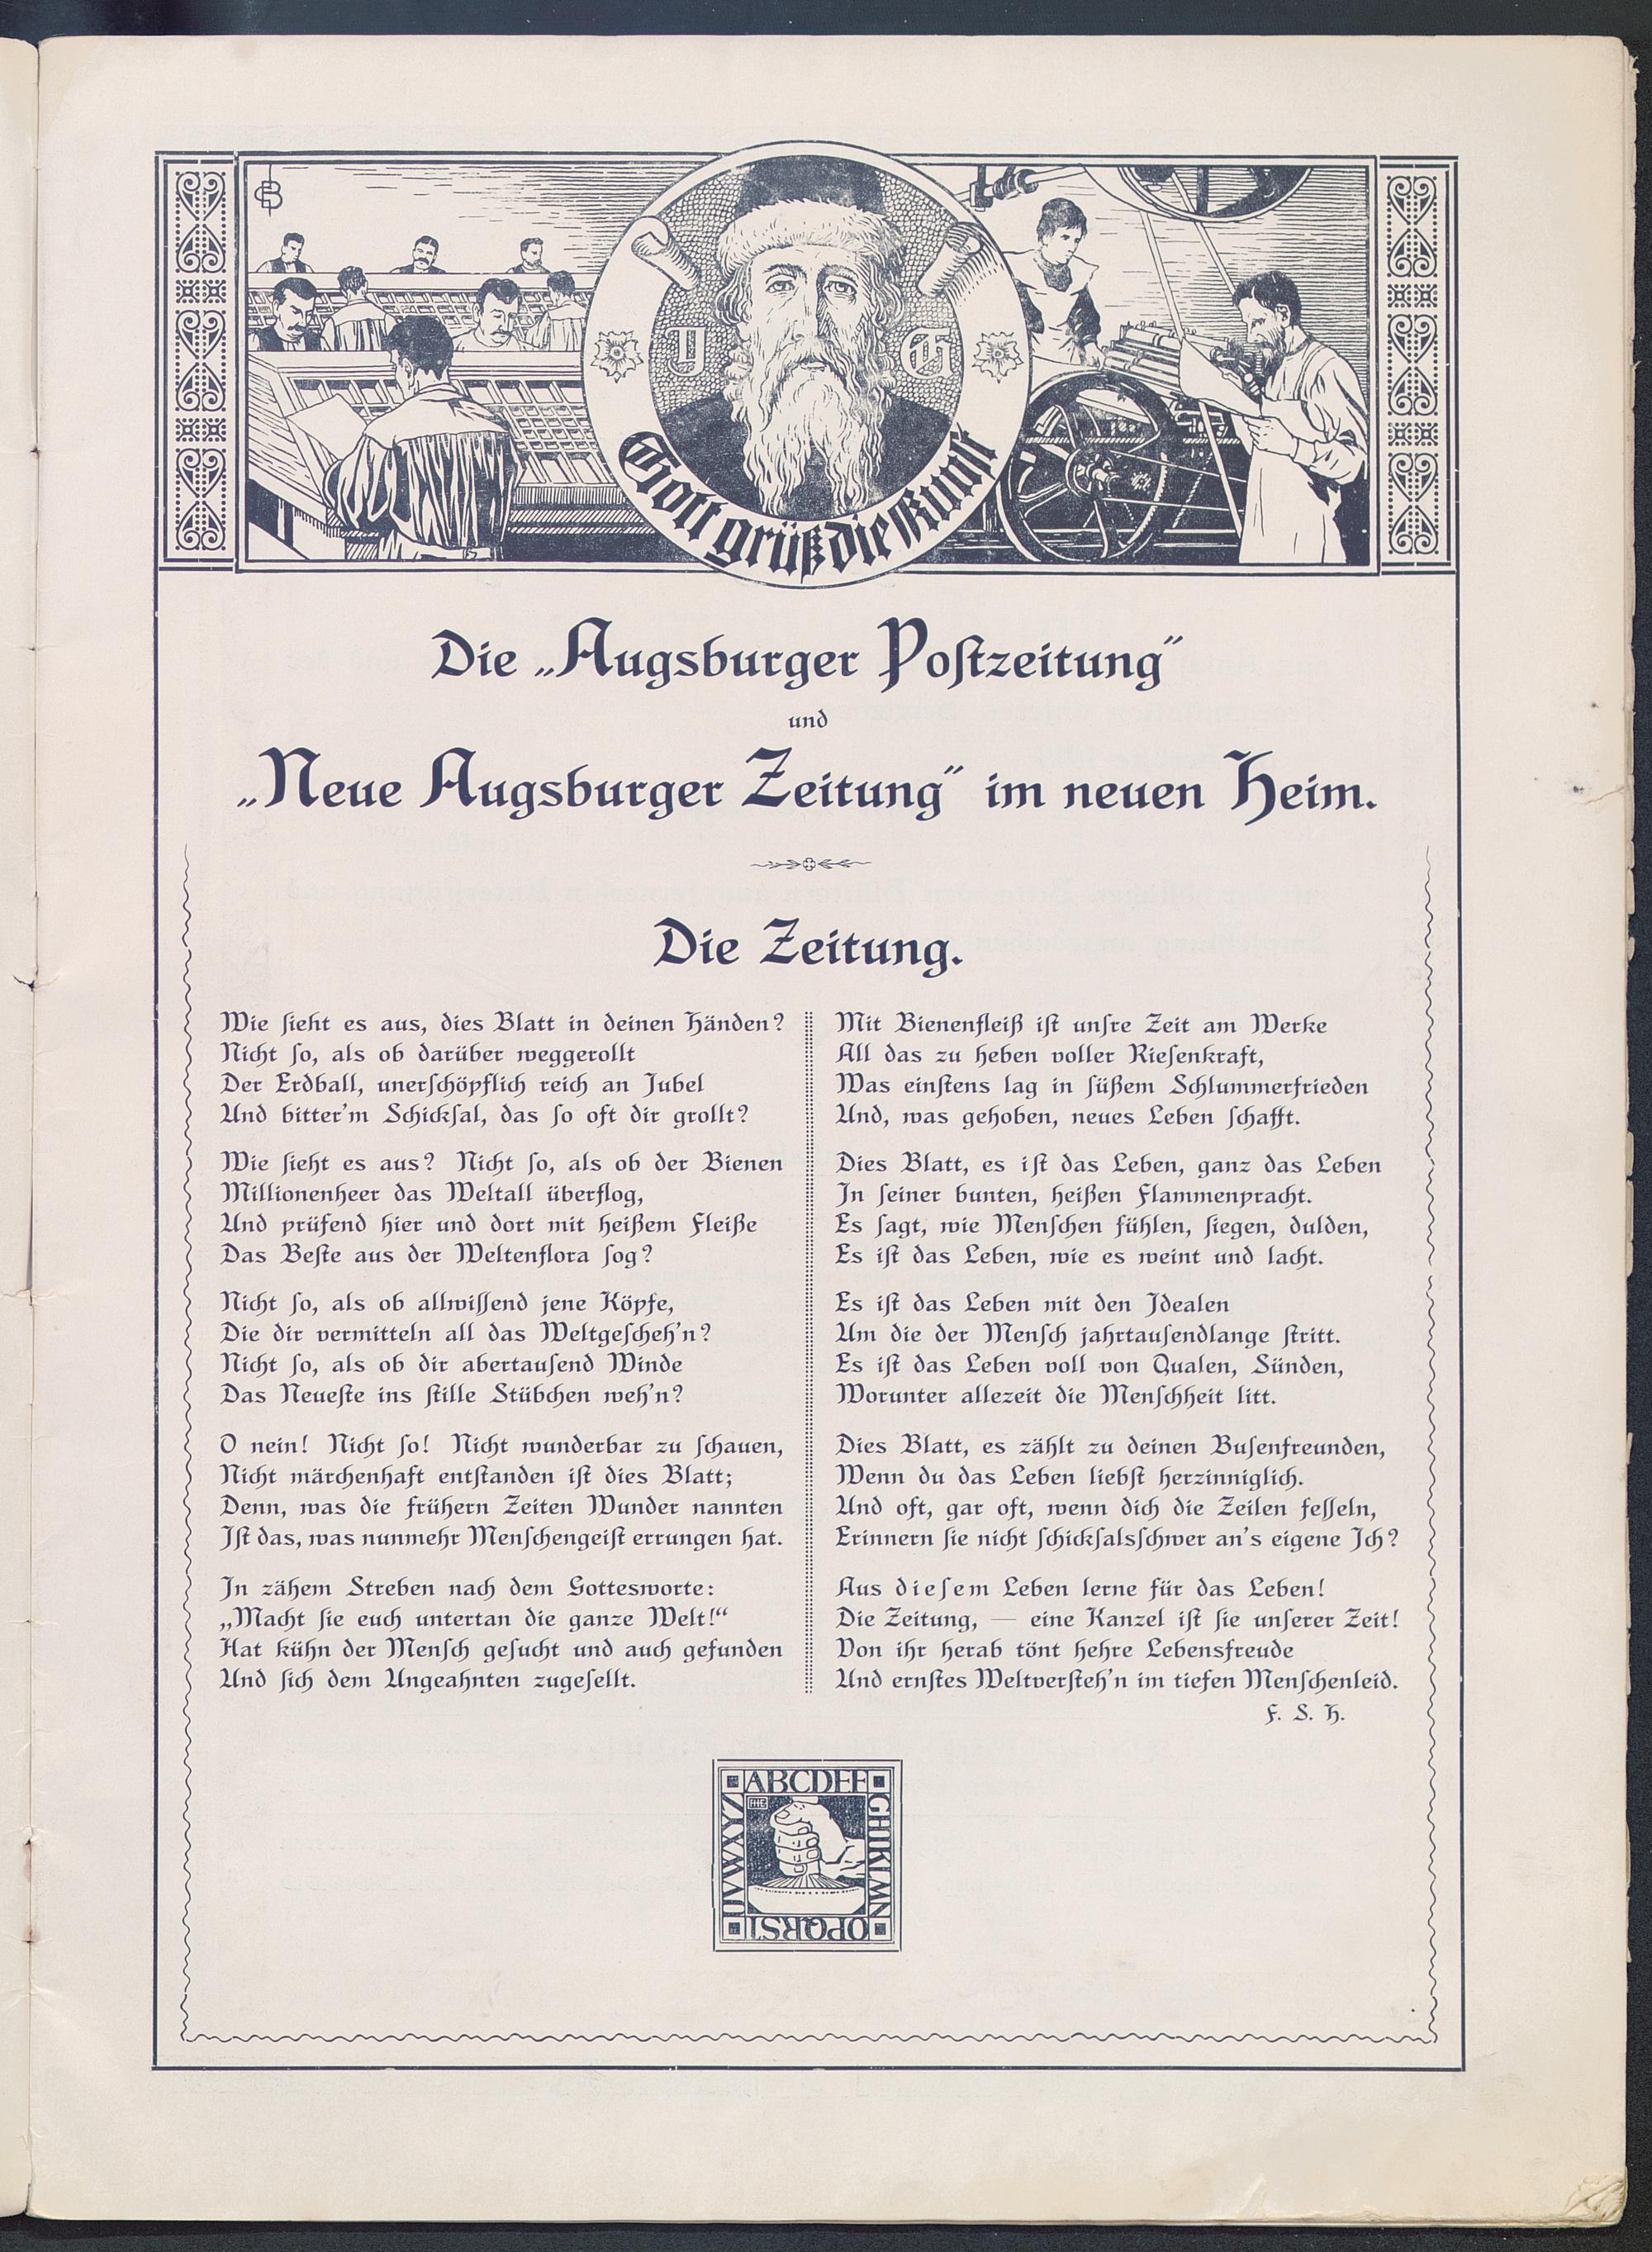 J G
Gott grüß die Kunst
Die „Augsburger Postzeitung"
und
„Neue Augsburger Zeitung" im neuen Heim.
Die Zeitung.
Wie sieht es aus, dies Blatt in deinen Händen?
Nicht so, als ob darüber weggerollt
Der Erdball, unerschöpflich reich an Jubel
Und bitter'm Schicksal, das so oft dir grollt?
Wie sieht es aus? Nicht so, als ob der Bienen
Millionenheer das Weltall überflog,
Und prüfend hier und dort mit heißem Fleiße
Das Beste aus der Weltenflora sog?
Nicht so, als ob allwissend jene Köpfe,
Die dir vermitteln all das Weltgescheh'n?
Nicht so, als ob dir abertausend Winde
Das Neueste ins stille Stübchen weh'n?
O nein! Nicht so! Nicht wunderbar zu schauen,
Nicht märchenhaft entstanden ist dies Blatt;
Denn, was die frühern Zeiten Wunder nannten
Ist das, was nunmehr Menschengeist errungen hat.
In zähem Streben nach dem Gottesworte:
„Macht sie euch untertan die ganze Welt!“
Hat kühn der Mensch gesucht und auch gefunden
Und sich dem Ungeahnten zugesellt.
Mit Bienenfleiß ist unsre Zeit am Werke
All das zu heben voller Riesenkraft,
Was einstens lag in süßem Schlummerfrieden
Und, was gehoben, neues Leben schafft.
Dies Blatt, es ist das Leben, ganz das Leben
In seiner bunten, heißen Flammenpracht.
Es sagt, wie Menschen fühlen, siegen, dulden,
Es ist das Leben, wie es weint und lacht.
Es ist das Leben mit den Idealen
Um die der Mensch jahrtausendlange stritt.
Es ist das Leben voll von Qualen, Sünden,
Worunter allezeit die Menschheit litt.
Dies Blatt, es zählt zu deinen Busenfreunden,
Wenn du das Leben liebst herzinniglich.
Und oft, gar oft, wenn dich die Zeilen fesseln,
Erinnern sie nicht schicksalsschwer an's eigene Ich?
Aus diesem Leben lerne für das Leben!
Die Zeitung, — eine Kanzel ist sie unserer Zeit!
Von ihr herab tönt hehre Lebensfreude
Und ernstes Weltversteh'n im tiefen Menschenleid.
F. S. H.
ABCDEF
GHIKLMN
OPQRST
UVWXYZ